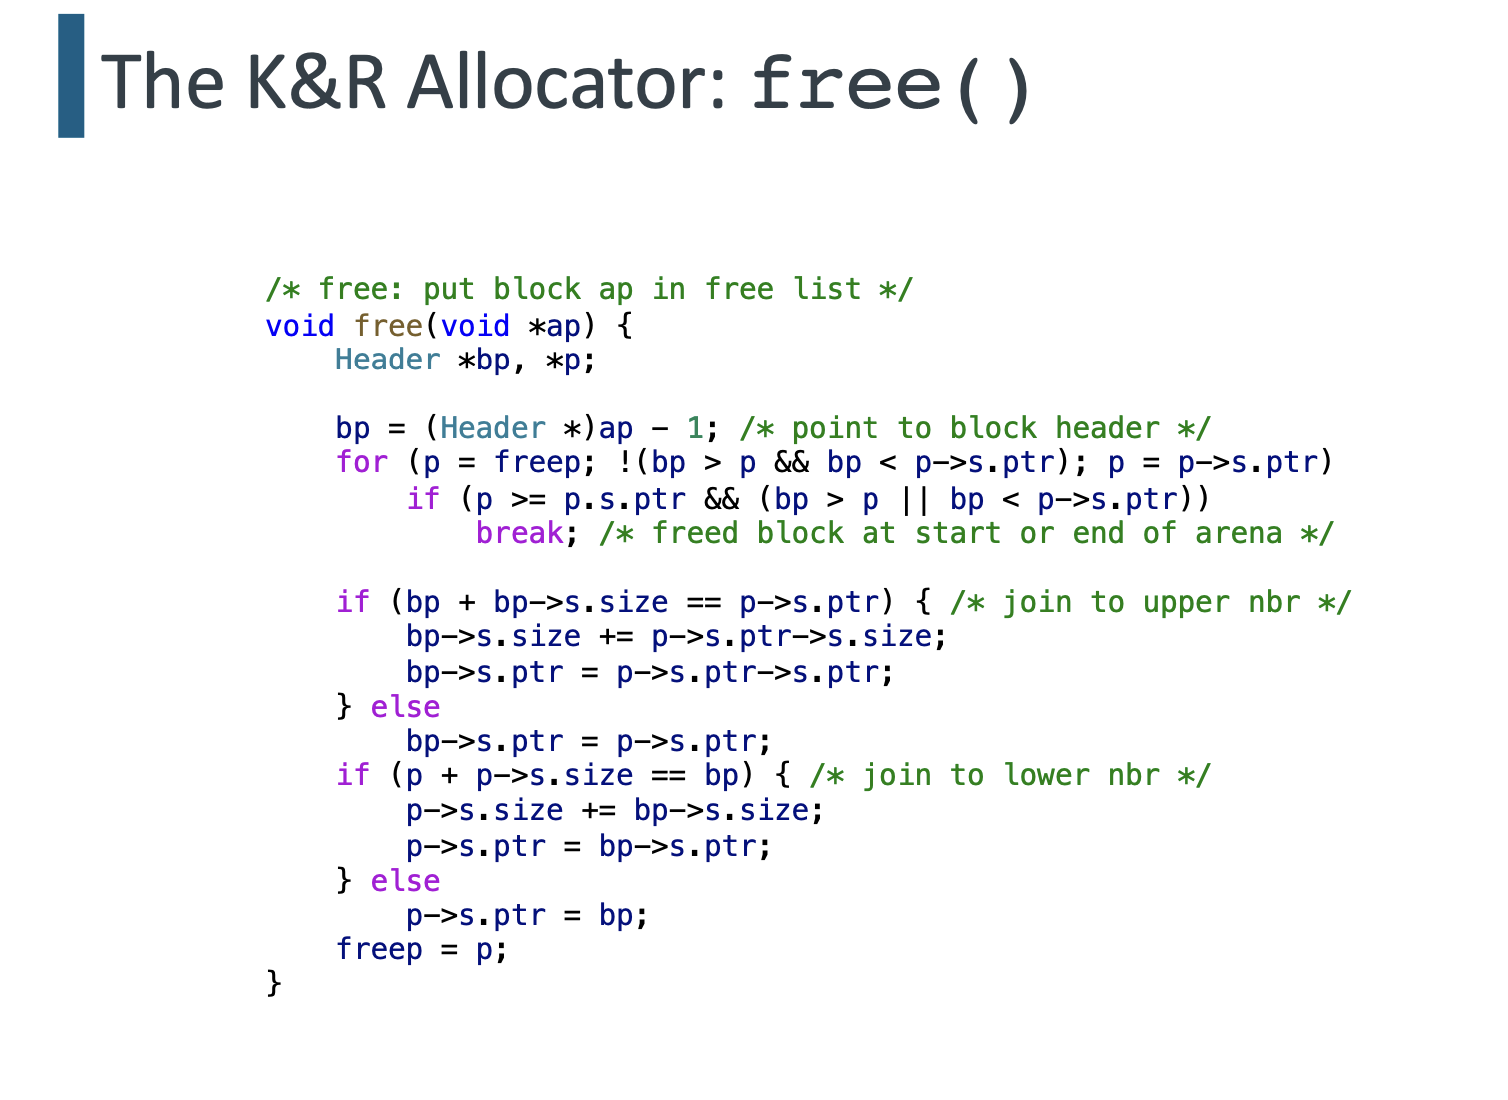 The K&R Allocator: free()
/* free: put block ap in free list */
void free(void *ap) {
    Header *bp, *p;

    bp = (Header *)ap - 1; /* point to block header */
    for (p = freep; !(bp > p && bp < p->s.ptr); p = p->s.ptr)
        if (p >= p.s.ptr && (bp > p || bp < p->s.ptr))
            break; /* freed block at start or end of arena */

    if (bp + bp->s.size == p->s.ptr) { /* join to upper nbr */
        bp->s.size += p->s.ptr->s.size;
        bp->s.ptr = p->s.ptr->s.ptr;
    } else
        bp->s.ptr = p->s.ptr;
    if (p + p->s.size == bp) { /* join to lower nbr */
        p->s.size += bp->s.size;
        p->s.ptr = bp->s.ptr;
    } else
        p->s.ptr = bp;
    freep = p;
}